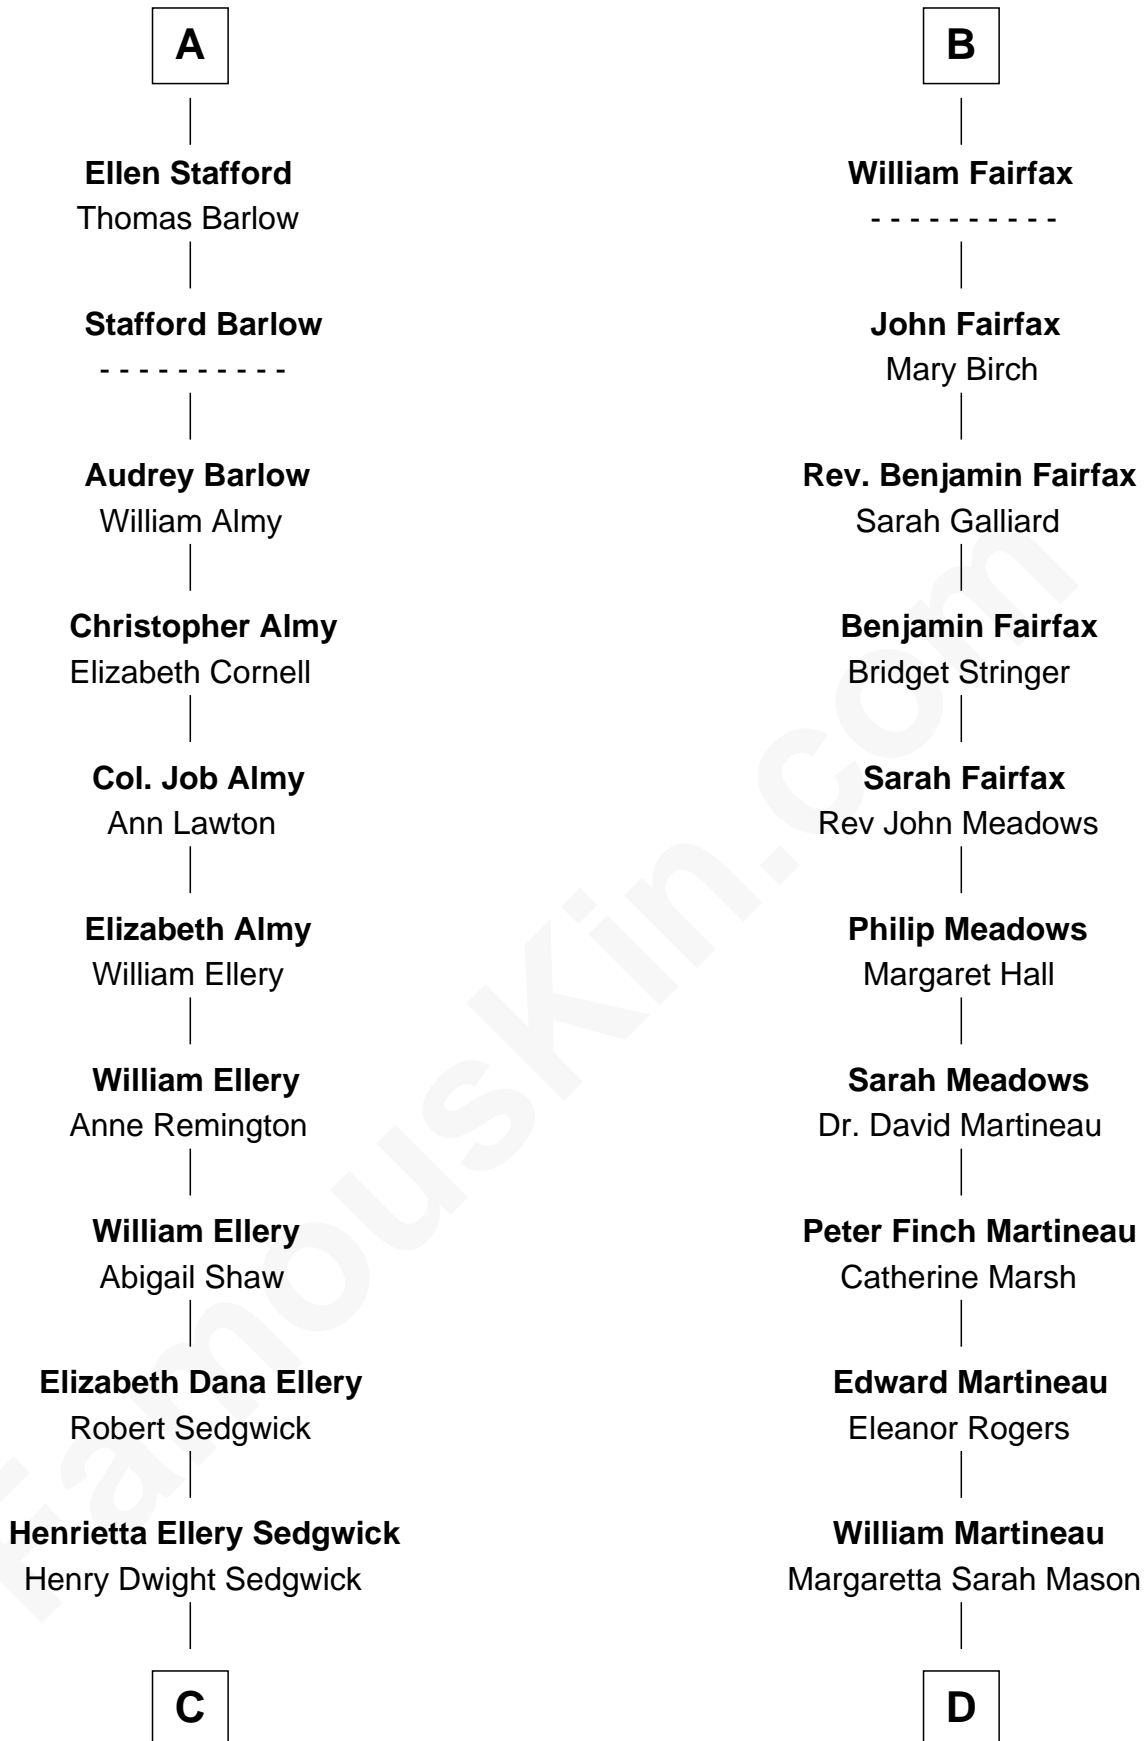 A
Ellen Stafford
Thomas Barlow
Stafford Barlow
- - - - - - - - - -
Audrey Barlow
William Almy
Christopher Almy
Elizabeth Cornell
Col. Job Almy
Ann Lawton
Elizabeth Almy
William Ellery
William Ellery
Anne Remington
William Ellery
Abigail Shaw
Elizabeth Dana Ellery
Robert Sedgwick
Henrietta Ellery Sedgwick
Henry Dwight Sedgwick
C
B
William Fairfax
- - - - - - - - - -
John Fairfax
Mary Birch
Rev. Benjamin Fairfax
Sarah Galliard
Benjamin Fairfax
Bridget Stringer
Sarah Fairfax
Rev John Meadows
Philip Meadows
Margaret Hall
Sarah Meadows
Dr. David Martineau
Peter Finch Martineau
Catherine Marsh
Edward Martineau
Eleanor Rogers
William Martineau
Margaretta Sarah Mason
D
FamousKin.com